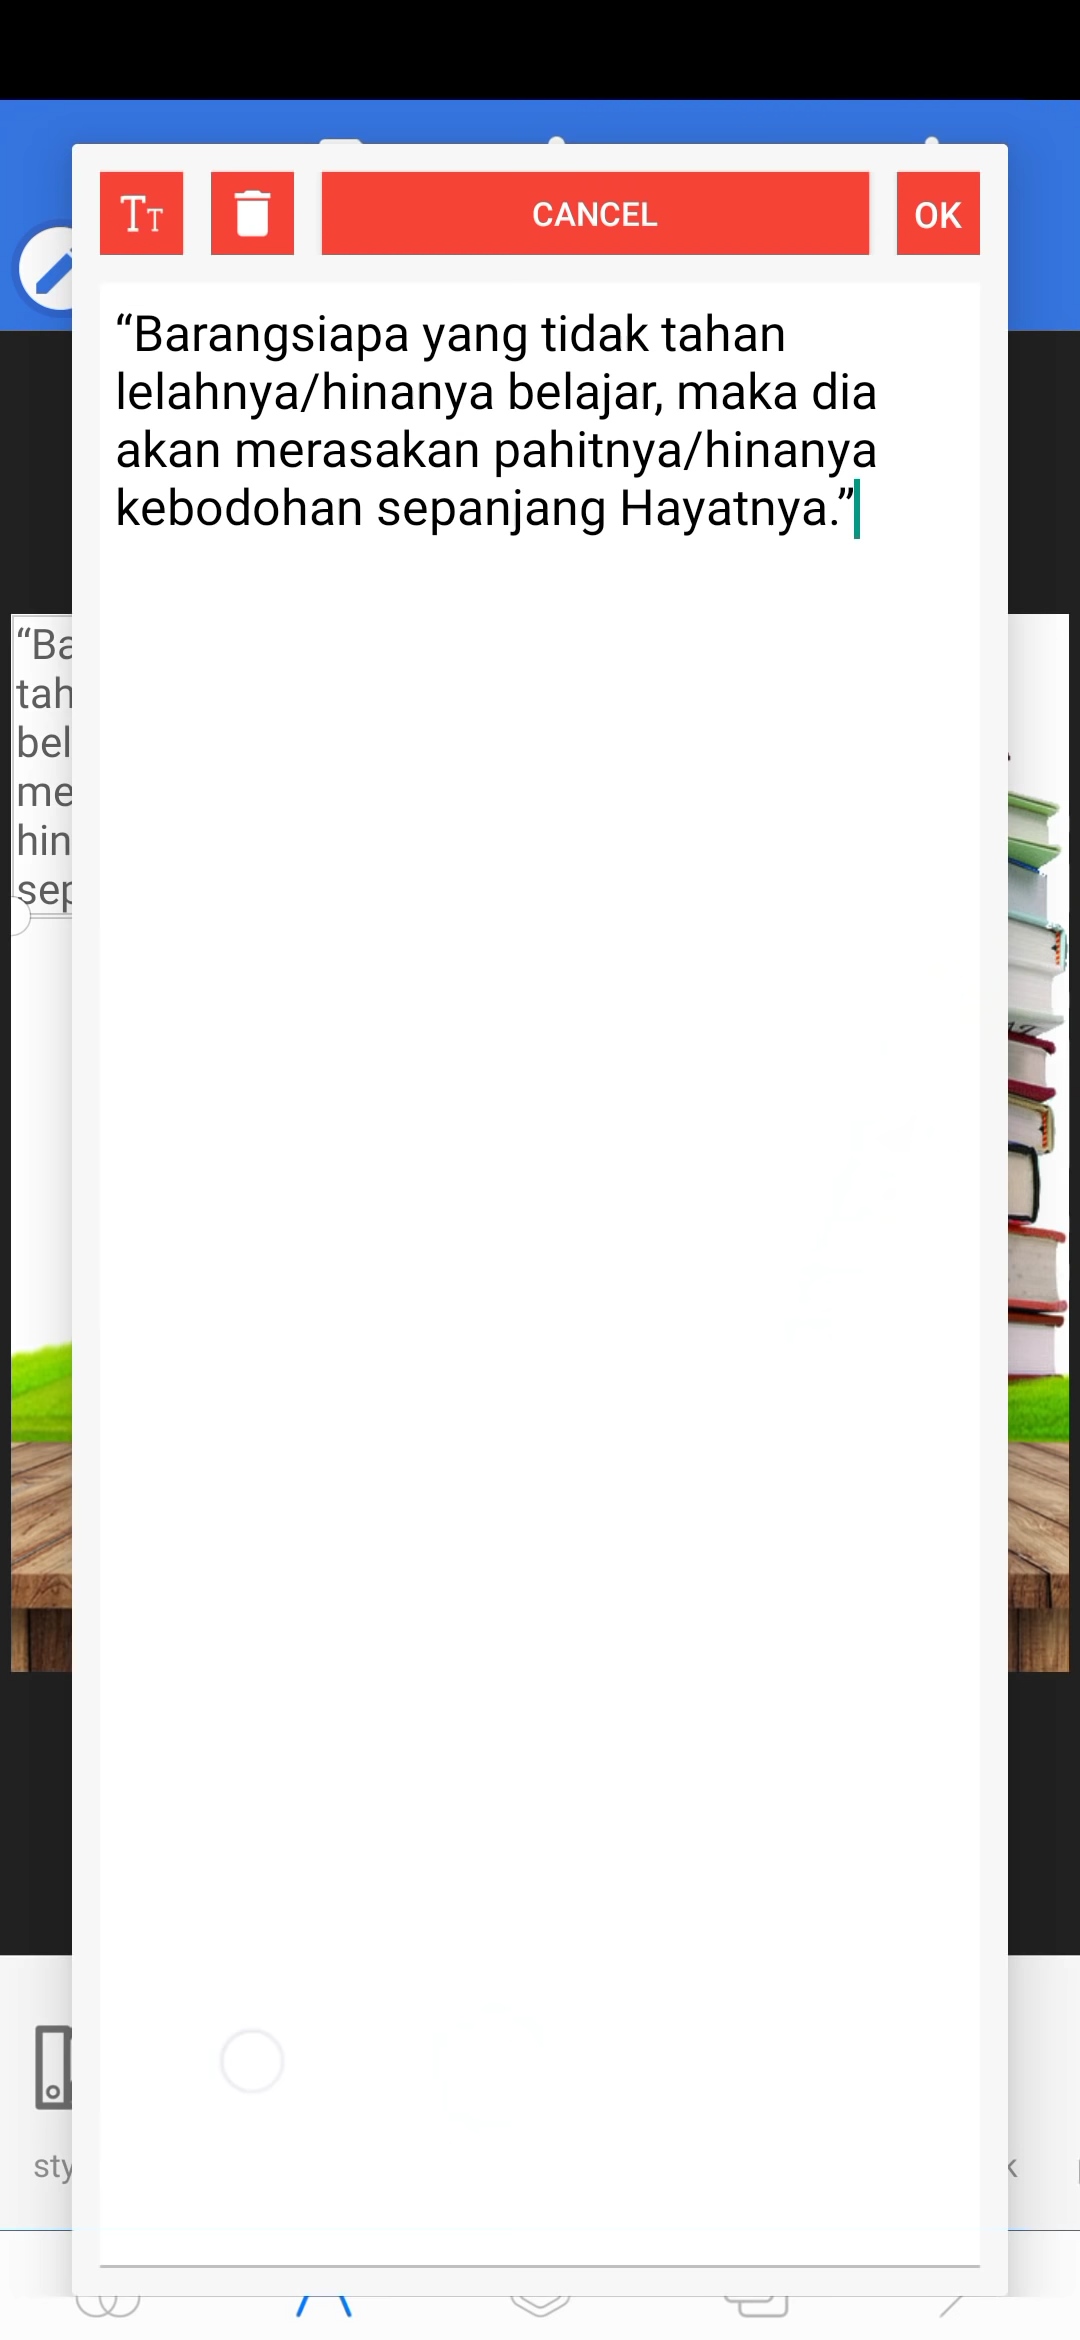 TT
CANCEL
OK
“Barangsiapa yang tidak tahan
lelahnya/hinanya belajar, maka dia
akan merasakan pahitnya/hinanya
kebodohan sepanjang Hayatnya.”
“Ba
tah
bel
me
hin
sep
sty
k